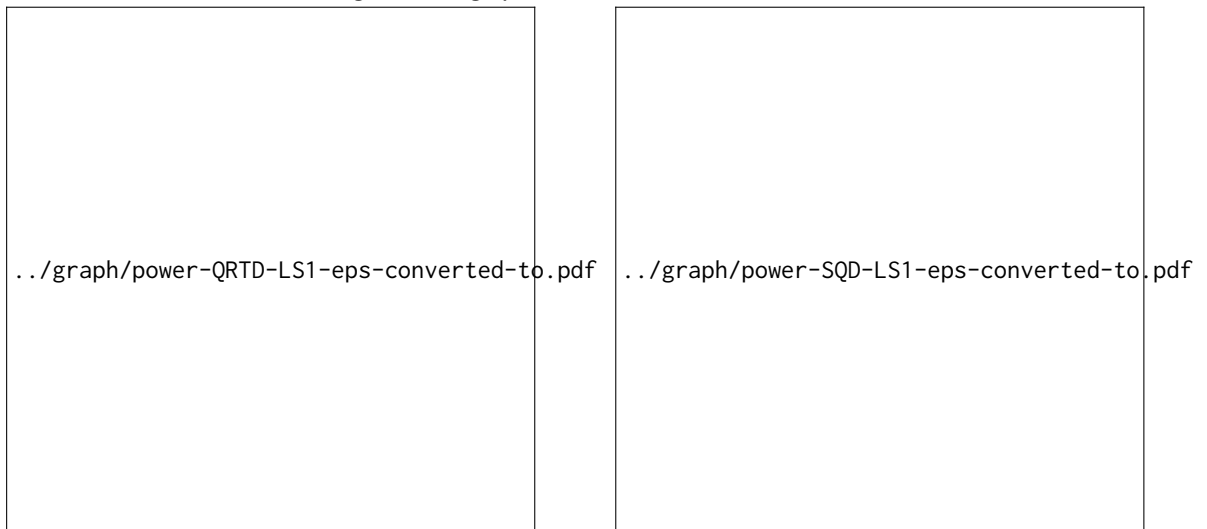 ../graph/power-QRTD-LS1-eps-converted-to.pdf
../graph/power-SQD-LS1-eps-converted-to.pdf